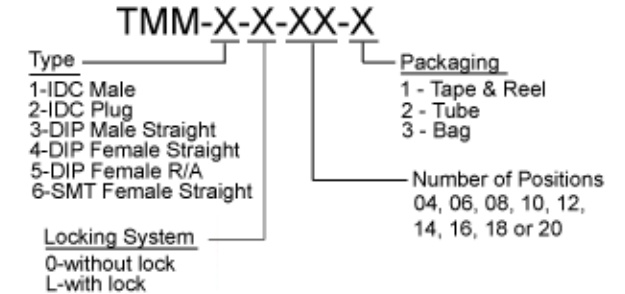 TMM-X-X-XX-X
Type
1-IDC Male
2-IDC Plug
3-DIP Male Straight
4-DIP Female Straight
5-DIP Female R/A
6-SMT Female Straight
Locking System
0-without lock
L-with lock
Packaging
1 - Tape & Reel
2 - Tube
3 - Bag
Number of Positions
04, 06, 08, 10, 12,
14, 16, 18 or 20